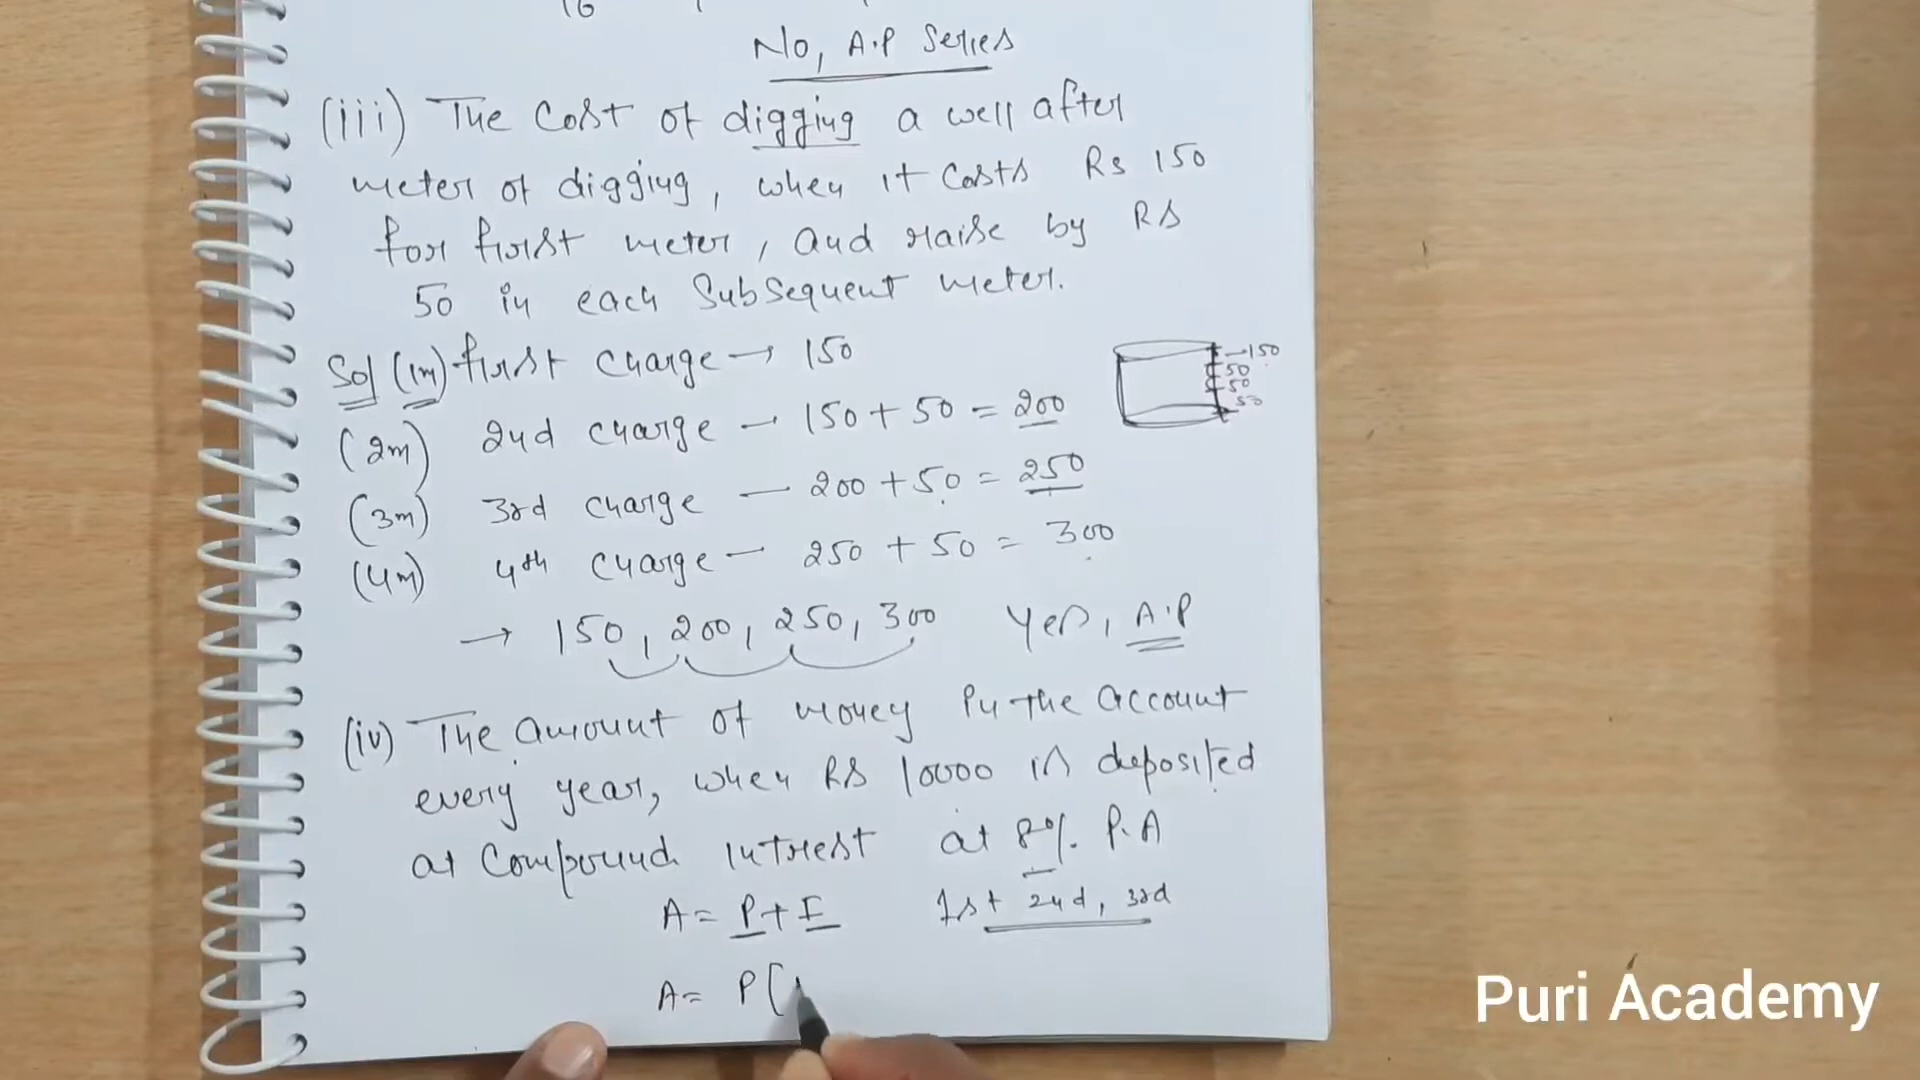 16
No, A.P Series
(iii) The Cost of digging a well after
meter of digging, when it Costs Rs 150
for first meter, and raise by Rs
50 in each Subsequent meter.
Sol (1m) first charge → 150
(2m) 2nd charge — 150 + 50 = 200
(3m) 3rd charge — 200 + 50 = 250
(4m) 4th charge — 250 + 50 = 300
—150
50
50
50
→ 150, 200, 250, 300 Yes, A.P
(iv) The amount of money in the account
every year, when Rs 10000 is deposited
at Compound intrest at 8% P.A
A = P + I 1st 2nd, 3rd
A = P (
Puri Academy